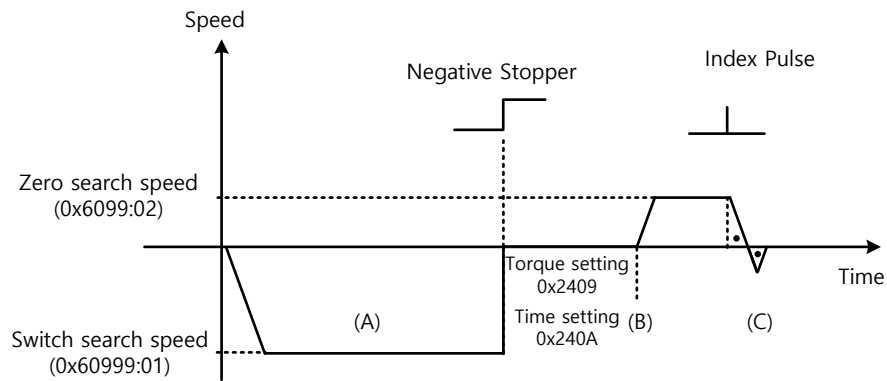 Speed
Negative Stopper
Index Pulse
Zero search speed
(0x6099:02)
Torque setting
0x2409
Time
Time setting
0x240A
(A)
(B)
(C)
Switch search speed
(0x60999:01)